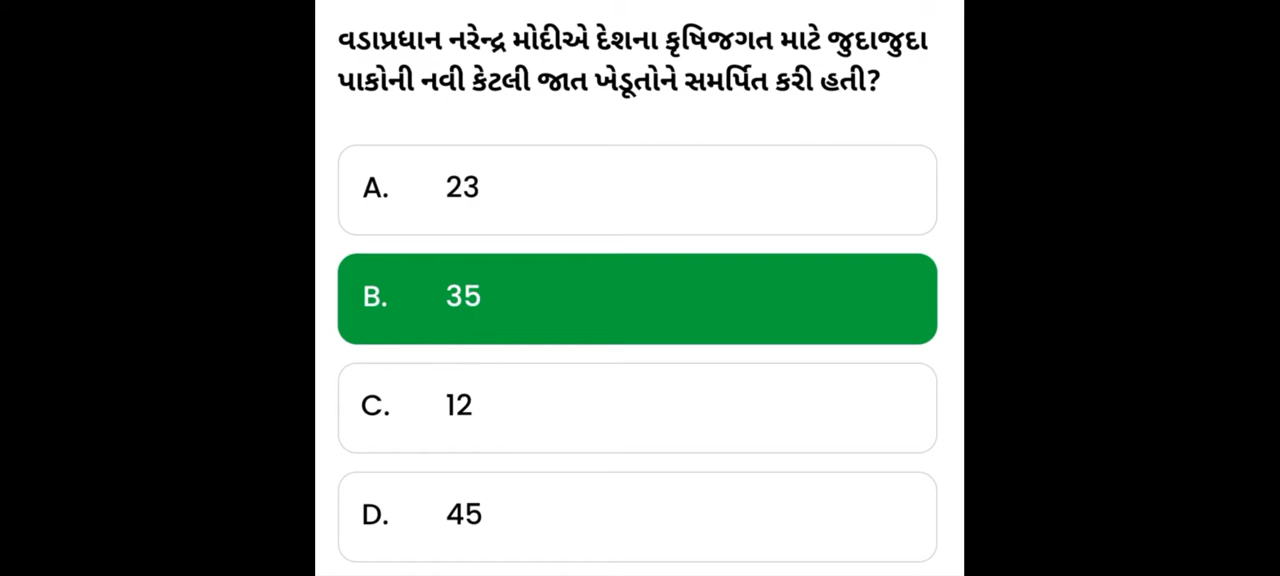 વડાપ્રધાન નરેન્દ્ર મોદીએ દેશના કૃષિજગત માટે જુદાજુદા
પાકોની નવી કેટલી જાત ખેડૂતોને સમર્પિત કરી હતી?
A. 23
B. 35
C. 12
D. 45